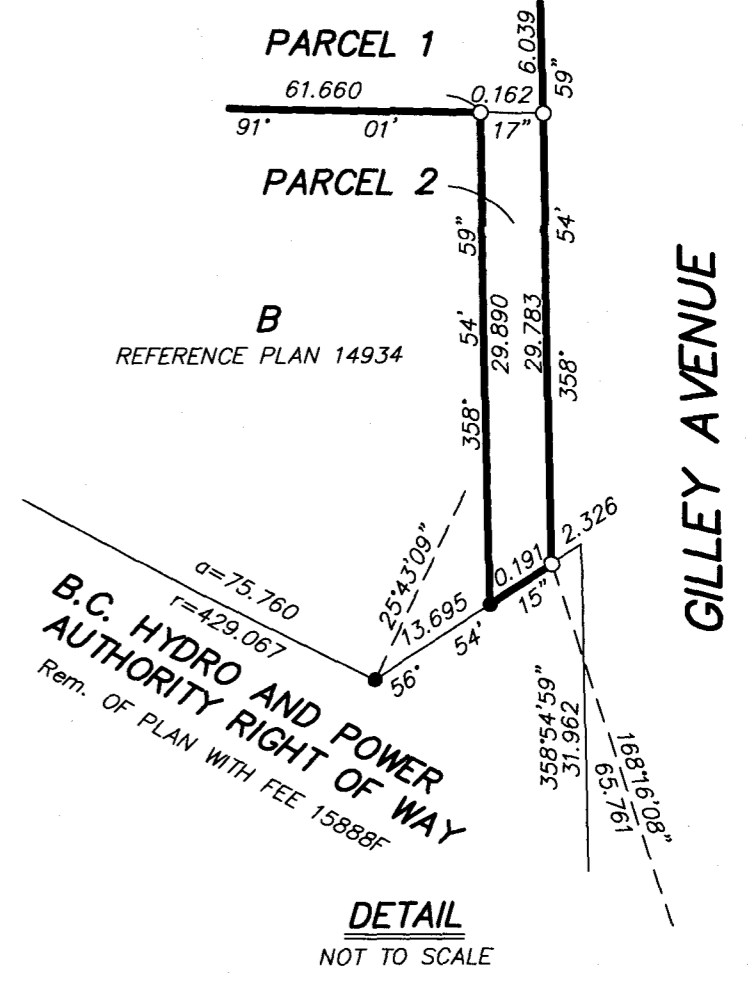 PARCEL 1
6.039
59"
61.660
0.162
91° 01' 17"
PARCEL 2
59"
54'
358°
29.890
29.783
54'
358°
B
REFERENCE PLAN 14934
GILLEY AVENUE
2.326
0.191
15"
25°43'09"
13.695
54'
56°
a=75.760
r=429.067
B.C. HYDRO AND POWER
AUTHORITY RIGHT OF WAY
Rem. OF PLAN WITH FEE 15888F
358°54'59"
31.962
168°16'08"
65.761
DETAIL
NOT TO SCALE